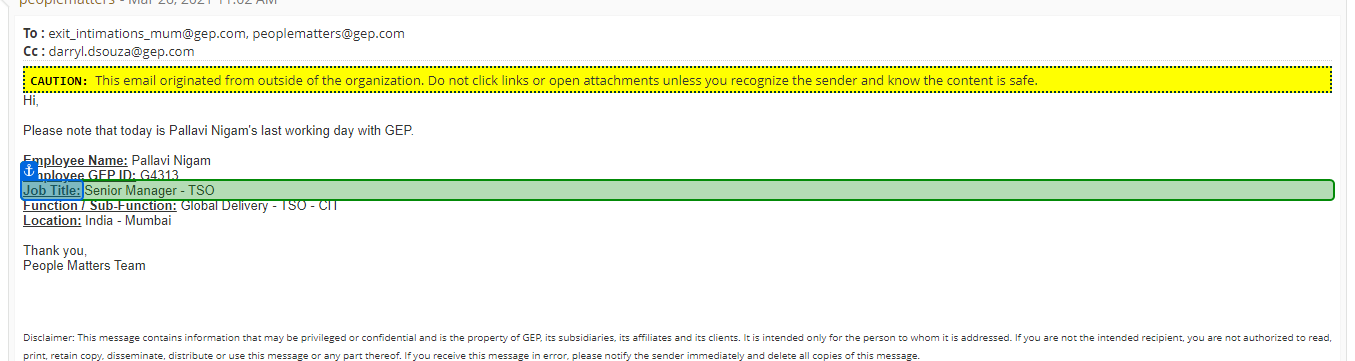 peoplematters - Mar 26, 2021 11:02 AM
To : exit_intimations_mum@gep.com, peoplematters@gep.com
Cc : darryl.dsouza@gep.com
CAUTION: This email originated from outside of the organization. Do not click links or open attachments unless you recognize the sender and know the content is safe.
Hi,
Please note that today is Pallavi Nigam's last working day with GEP.
Employee Name: Pallavi Nigam
Employee GEP ID: G4313
Job Title: Senior Manager - TSO
Function / Sub-Function: Global Delivery - TSO - CIT
Location: India - Mumbai
Thank you,
People Matters Team
Disclaimer: This message contains information that may be privileged or confidential and is the property of GEP, its subsidiaries, its affiliates and its clients. It is intended only for the person to whom it is addressed. If you are not the intended recipient, you are not authorized to read,
print, retain copy, disseminate, distribute or use this message or any part thereof. If you receive this message in error, please notify the sender immediately and delete all copies of this message.